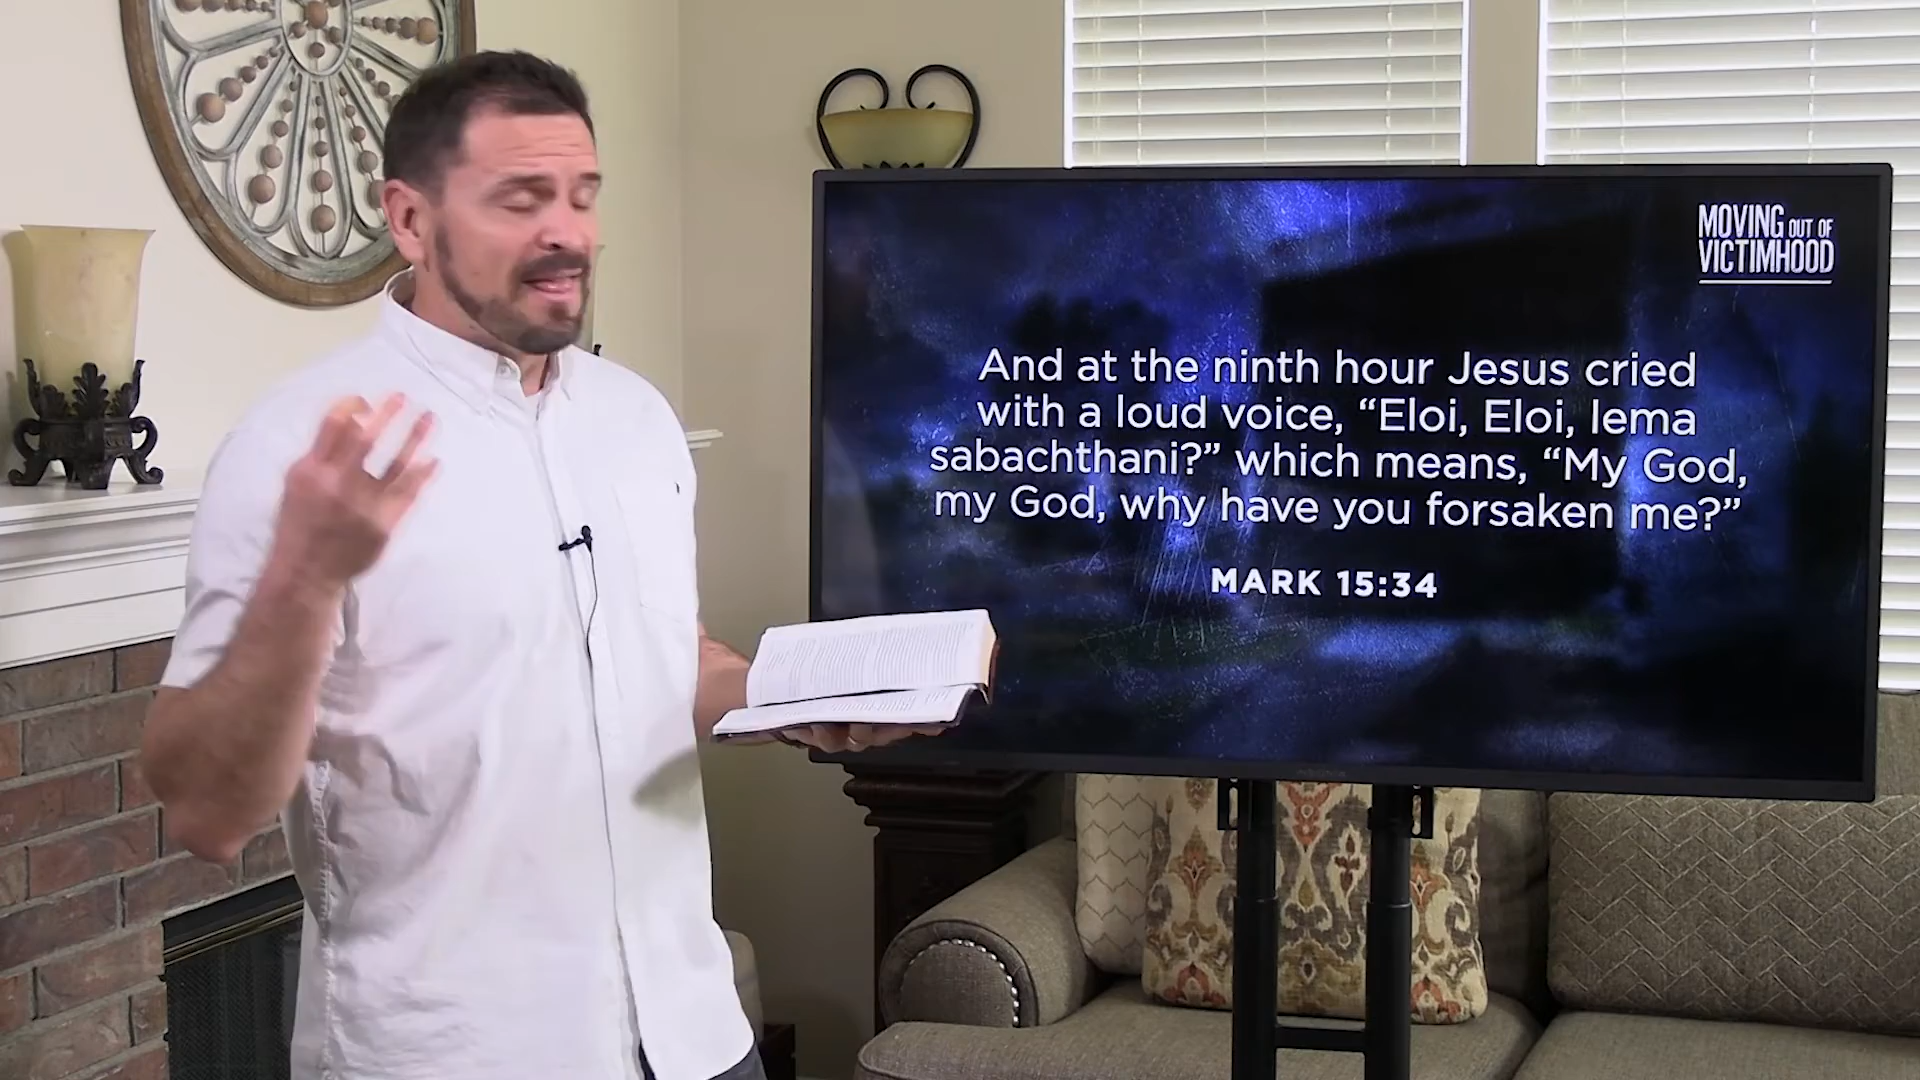 MOVING OUT OF
VICTIMHOOD
And at the ninth hour Jesus cried
with a loud voice, “Eloi, Eloi, lema
sabachthani?” which means, “My God,
my God, why have you forsaken me?”
MARK 15:34